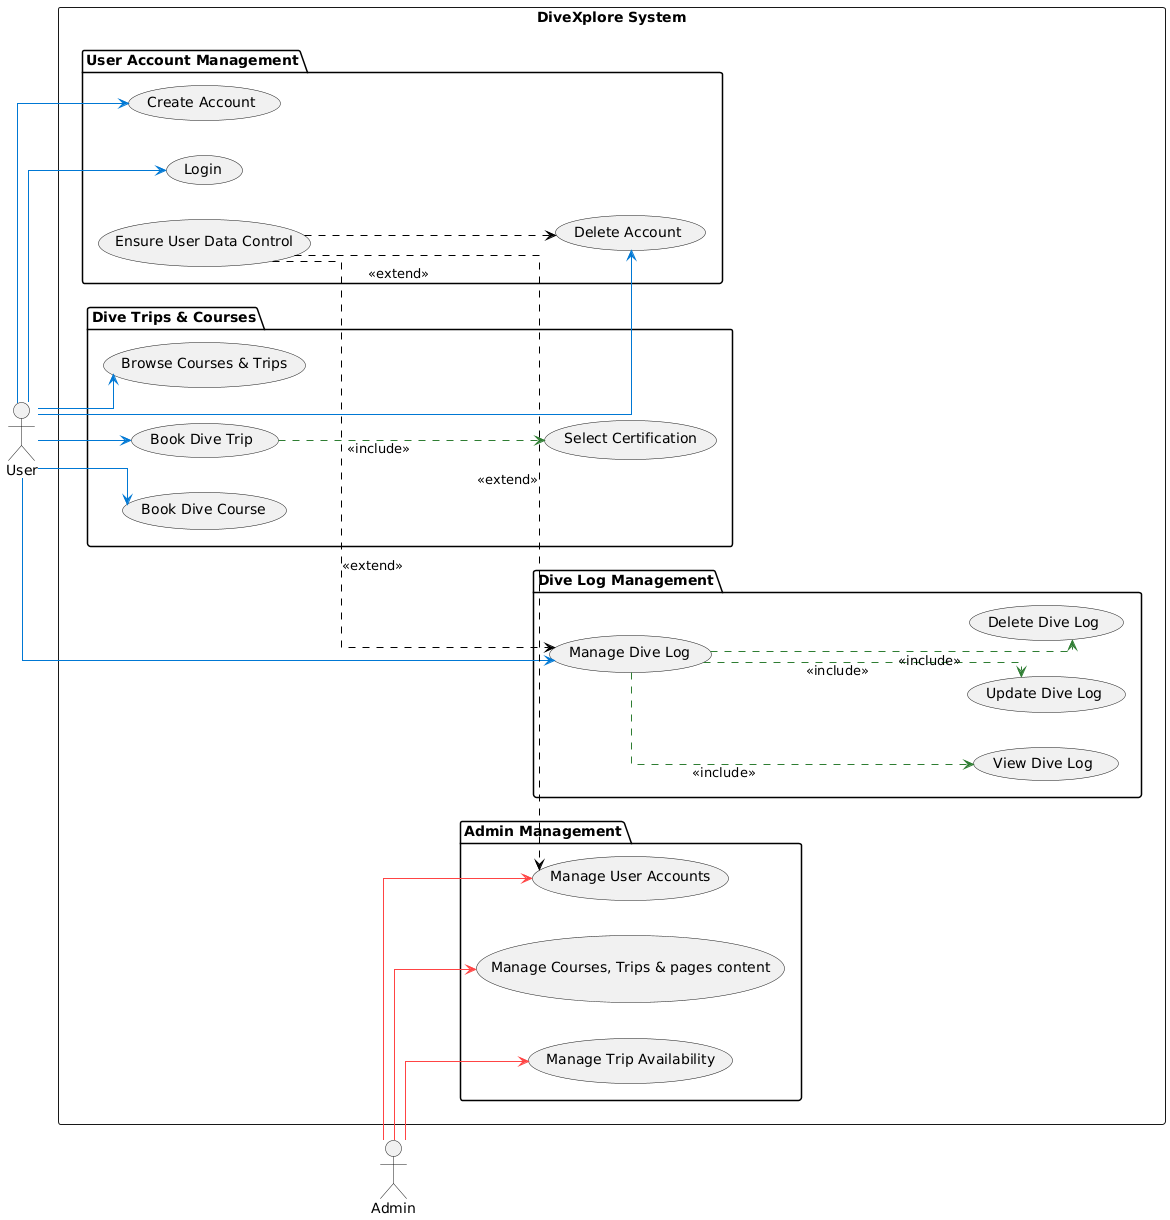 DiveXplore System
User Account Management
Create Account
Login
Ensure User Data Control
Delete Account
«extend»
Dive Trips & Courses
Browse Courses & Trips
Book Dive Trip
«include»
Select Certification
User
«extend»
Book Dive Course
«extend»
Dive Log Management
Delete Dive Log
Manage Dive Log
«include»
«include»
Update Dive Log
View Dive Log
«include»
Admin Management
Manage User Accounts
Manage Courses, Trips & pages content
Manage Trip Availability
Admin